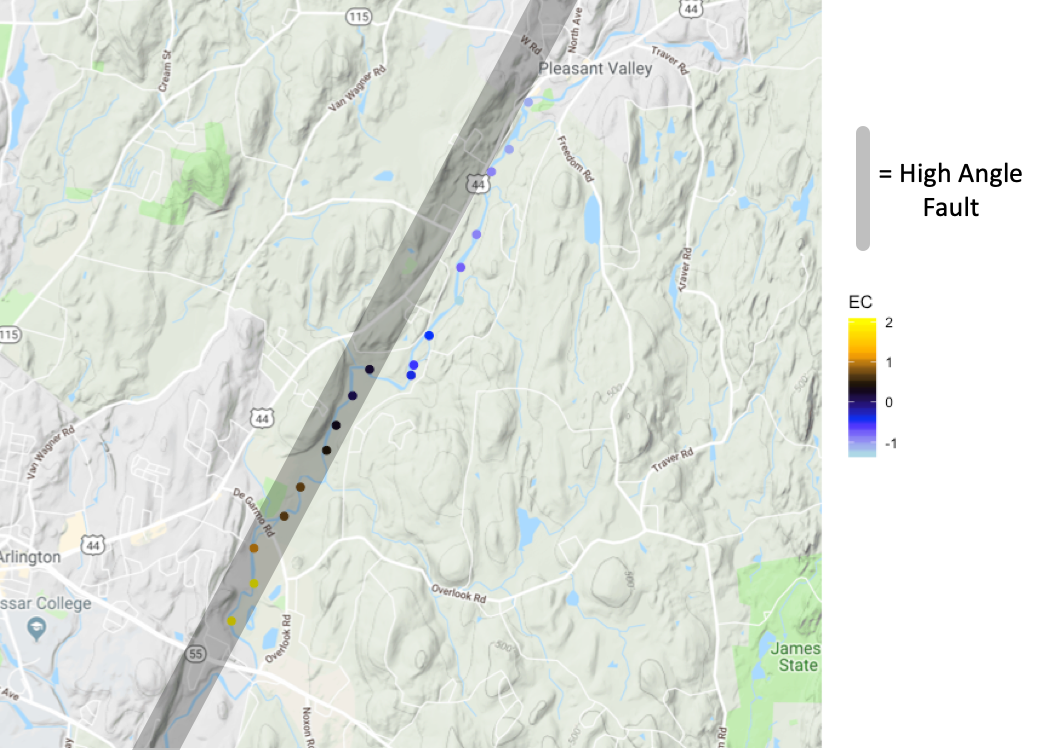 115
44
W Rd
North Ave
Pleasant Valley
Traver Rd
Cream St
Van Wagner Rd
Freedom Rd
44
= High Angle
Fault
Traver Rd
115
EC
2
1
0
-1
500
44
Van Wagner Rd
Traver Rd
De Garmo Rd
44
Arlington
500
Overlook Rd
ssar College
Overlook Rd
55
500
James
State
Ave
Noxon R
500
m Rd